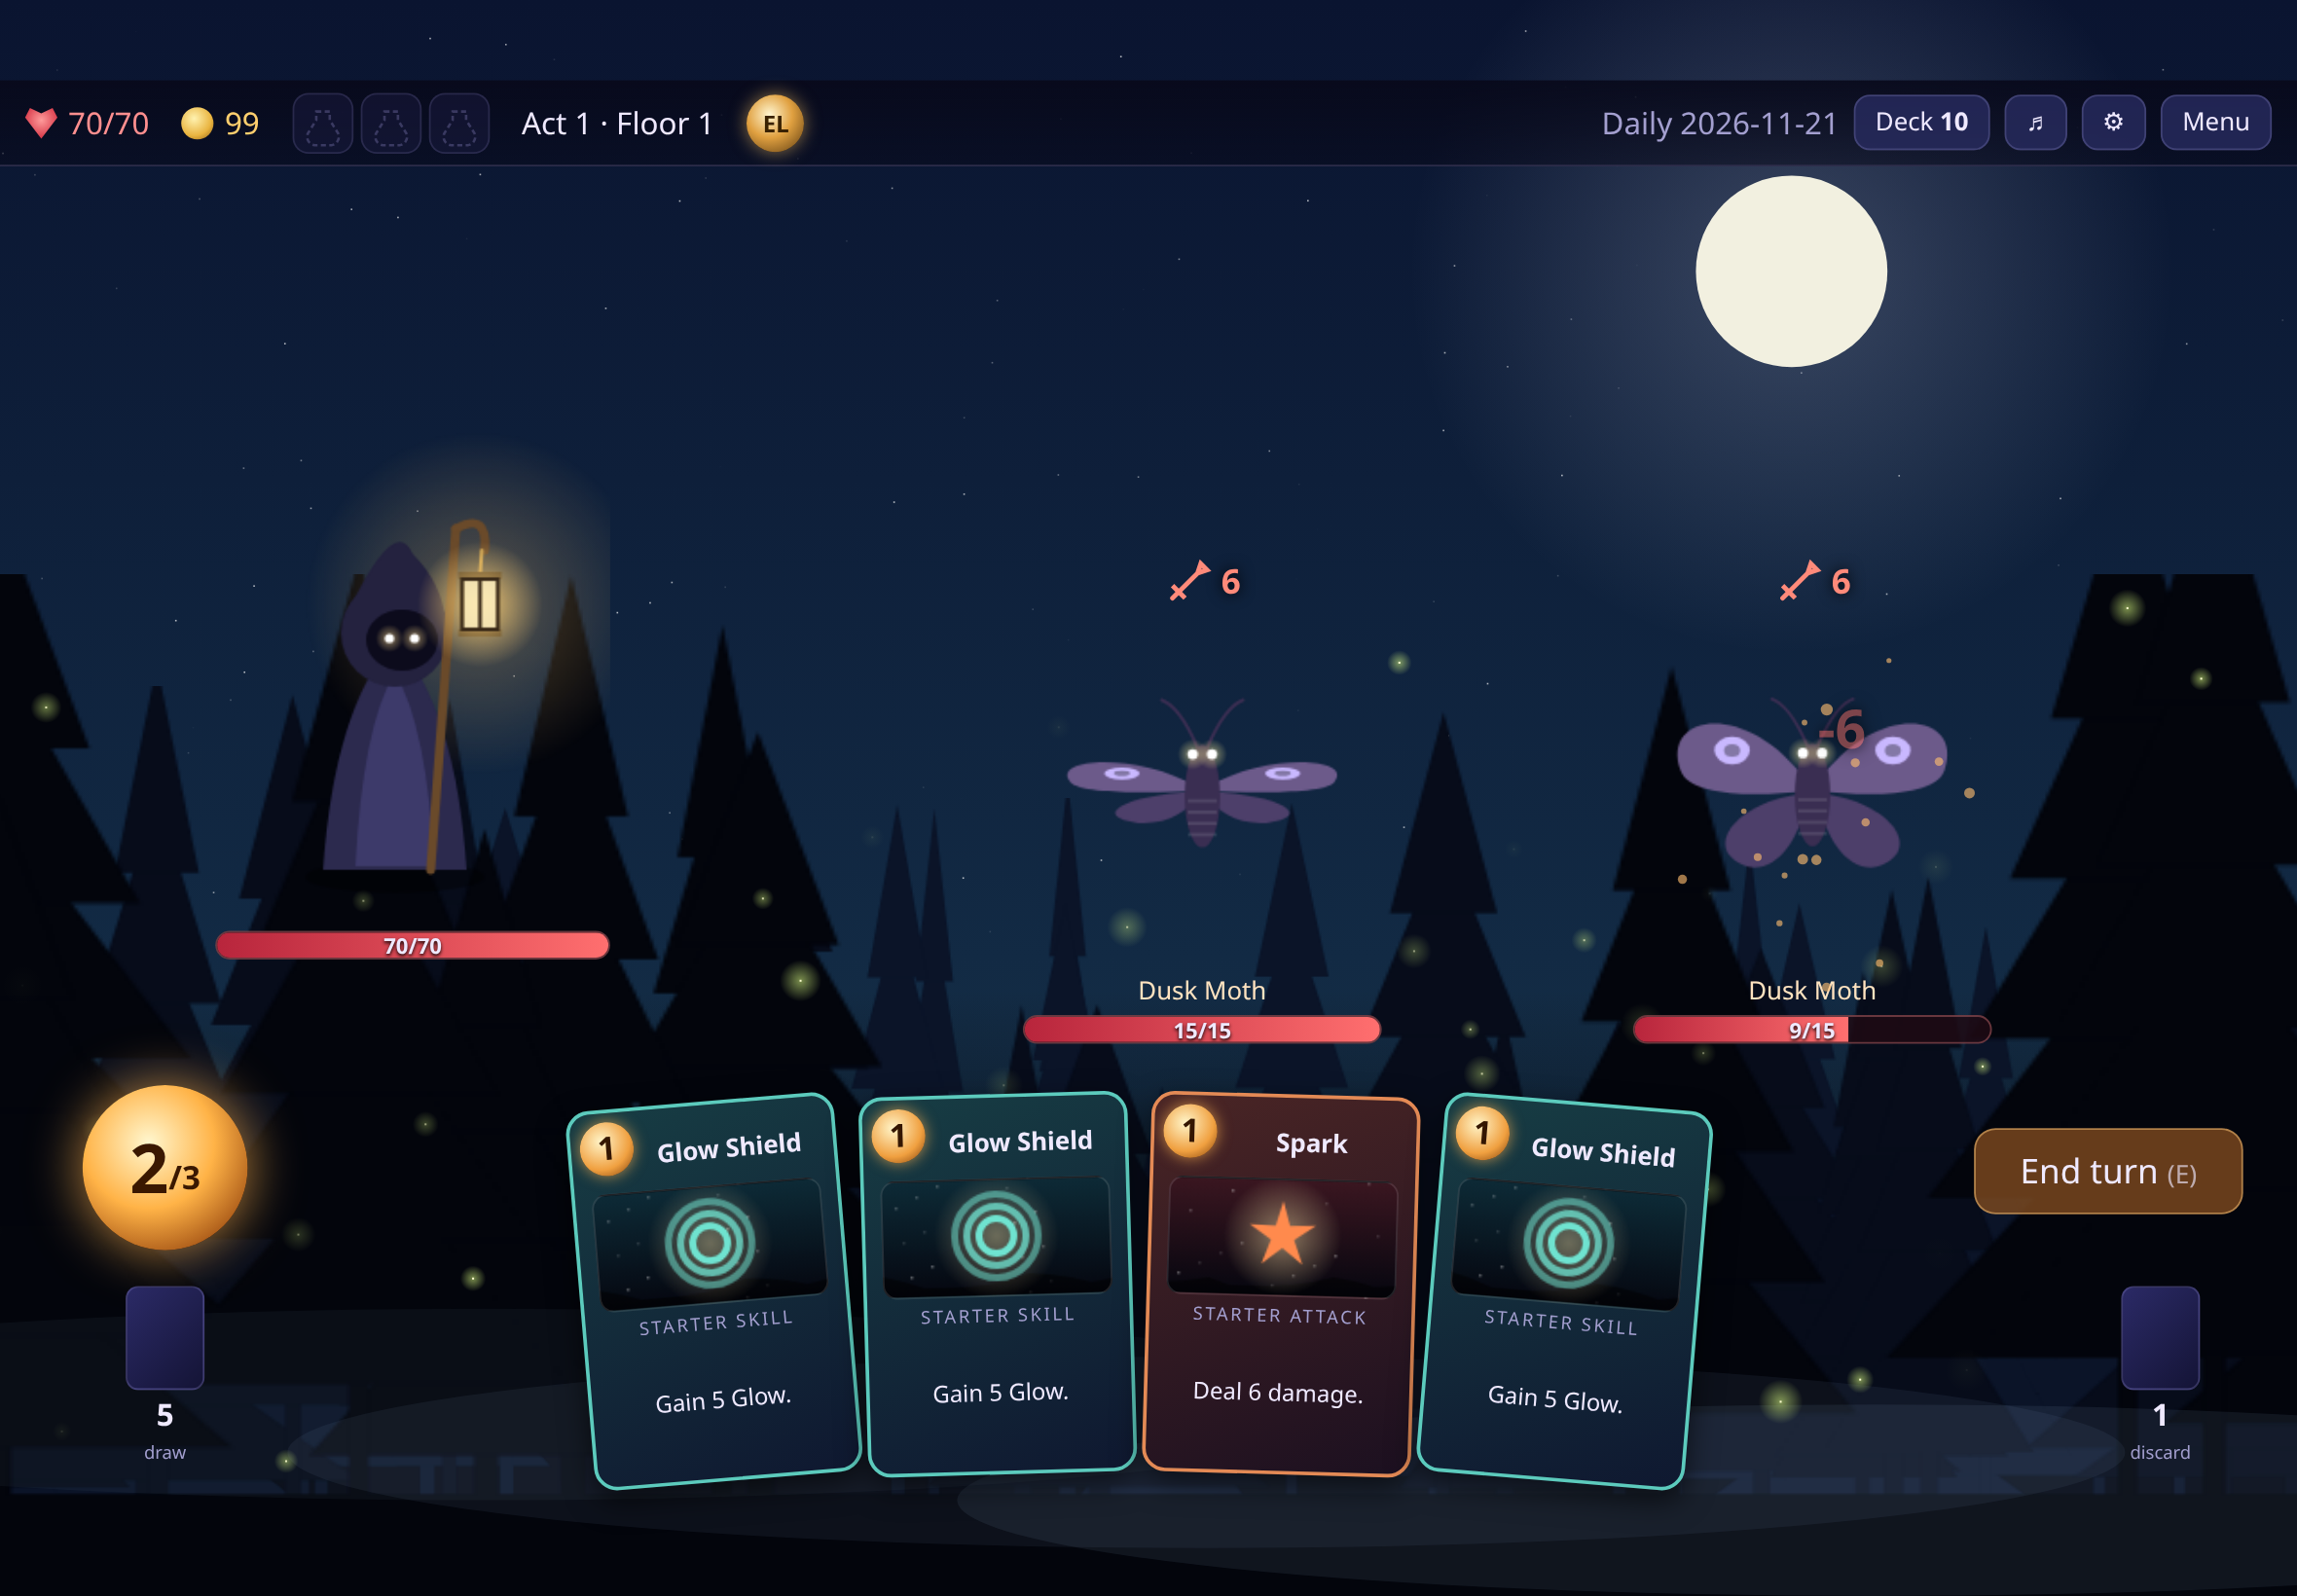 70/70 99 Act 1 · Floor 1 EL Daily 2026-11-21 Deck 10 Menu
6 6
-6
70/70
Dusk Moth Dusk Moth
15/15 9/15
2/3
1 Glow Shield
STARTER SKILL
Gain 5 Glow.
1 Glow Shield
STARTER SKILL
Gain 5 Glow.
1 Spark
STARTER ATTACK
Deal 6 damage.
1 Glow Shield
STARTER SKILL
Gain 5 Glow.
End turn (E)
5
draw
1
discard